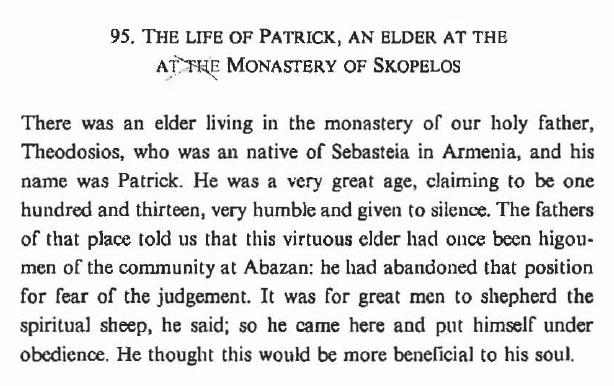 95. THE LIFE OF PATRICK, AN ELDER AT THE
AT THE MONASTERY OF SKOPELOS
There was an elder living in the monastery of our holy father,
Theodosios, who was an native of Sebasteia in Armenia, and his
name was Patrick. He was a very great age, claiming to be one
hundred and thirteen, very humble and given to silence. The fathers
of that place told us that this virtuous elder had once been higou-
men of the community at Abazan: he had abandoned that position
for fear of the judgement. It was for great men to shepherd the
spiritual sheep, he said; so he came here and put himself under
obedience. He thought this would be more beneficial to his soul.